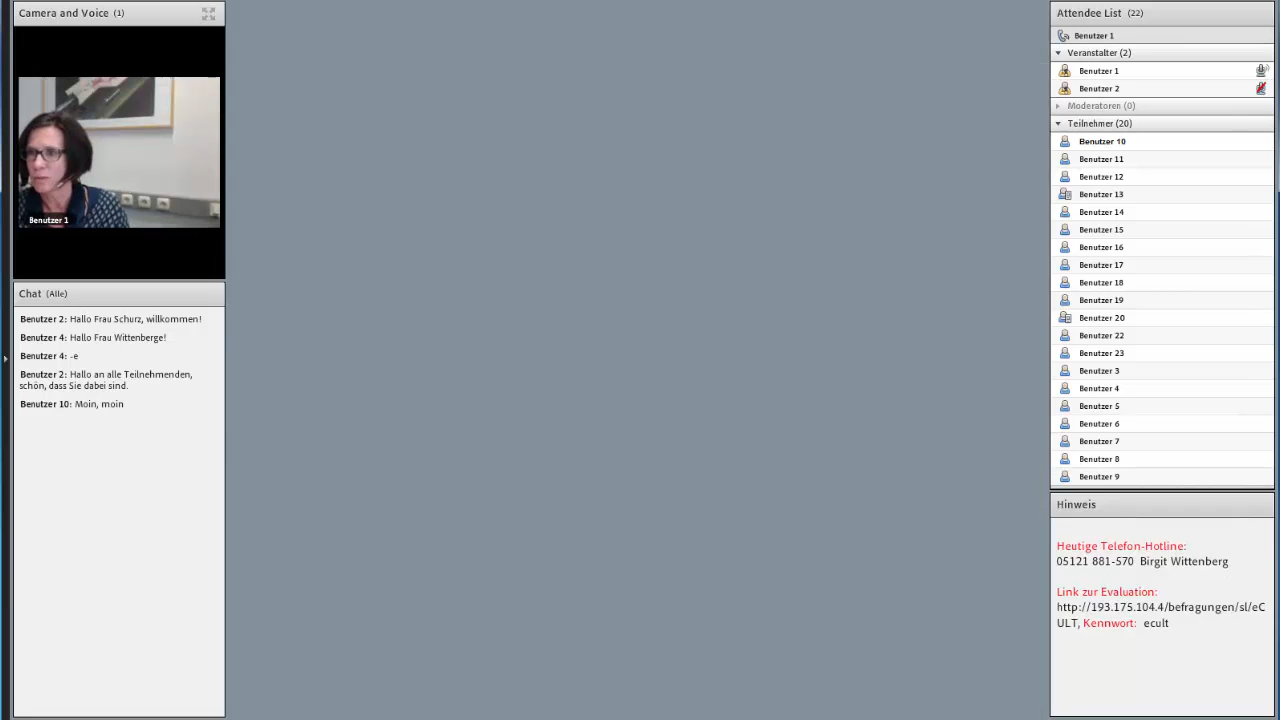 Camera and Voice (1)
Benutzer 1
Chat (Alle)
Benutzer 2: Hallo Frau Schurz, willkommen!
Benutzer 4: Hallo Frau Wittenberge!
Benutzer 4: -e
Benutzer 2: Hallo an alle Teilnehmenden,
schön, dass Sie dabei sind.
Benutzer 10: Moin, moin
Attendee List (22)
Benutzer 1
Veranstalter (2)
Benutzer 1
Benutzer 2
Moderatoren (0)
Teilnehmer (20)
Benutzer 10
Benutzer 11
Benutzer 12
Benutzer 13
Benutzer 14
Benutzer 15
Benutzer 16
Benutzer 17
Benutzer 18
Benutzer 19
Benutzer 20
Benutzer 22
Benutzer 23
Benutzer 3
Benutzer 4
Benutzer 5
Benutzer 6
Benutzer 7
Benutzer 8
Benutzer 9
Hinweis
Heutige Telefon-Hotline:
05121 881-570 Birgit Wittenberg
Link zur Evaluation:
http://193.175.104.4/befragungen/sl/eC
ULT, Kennwort: ecult